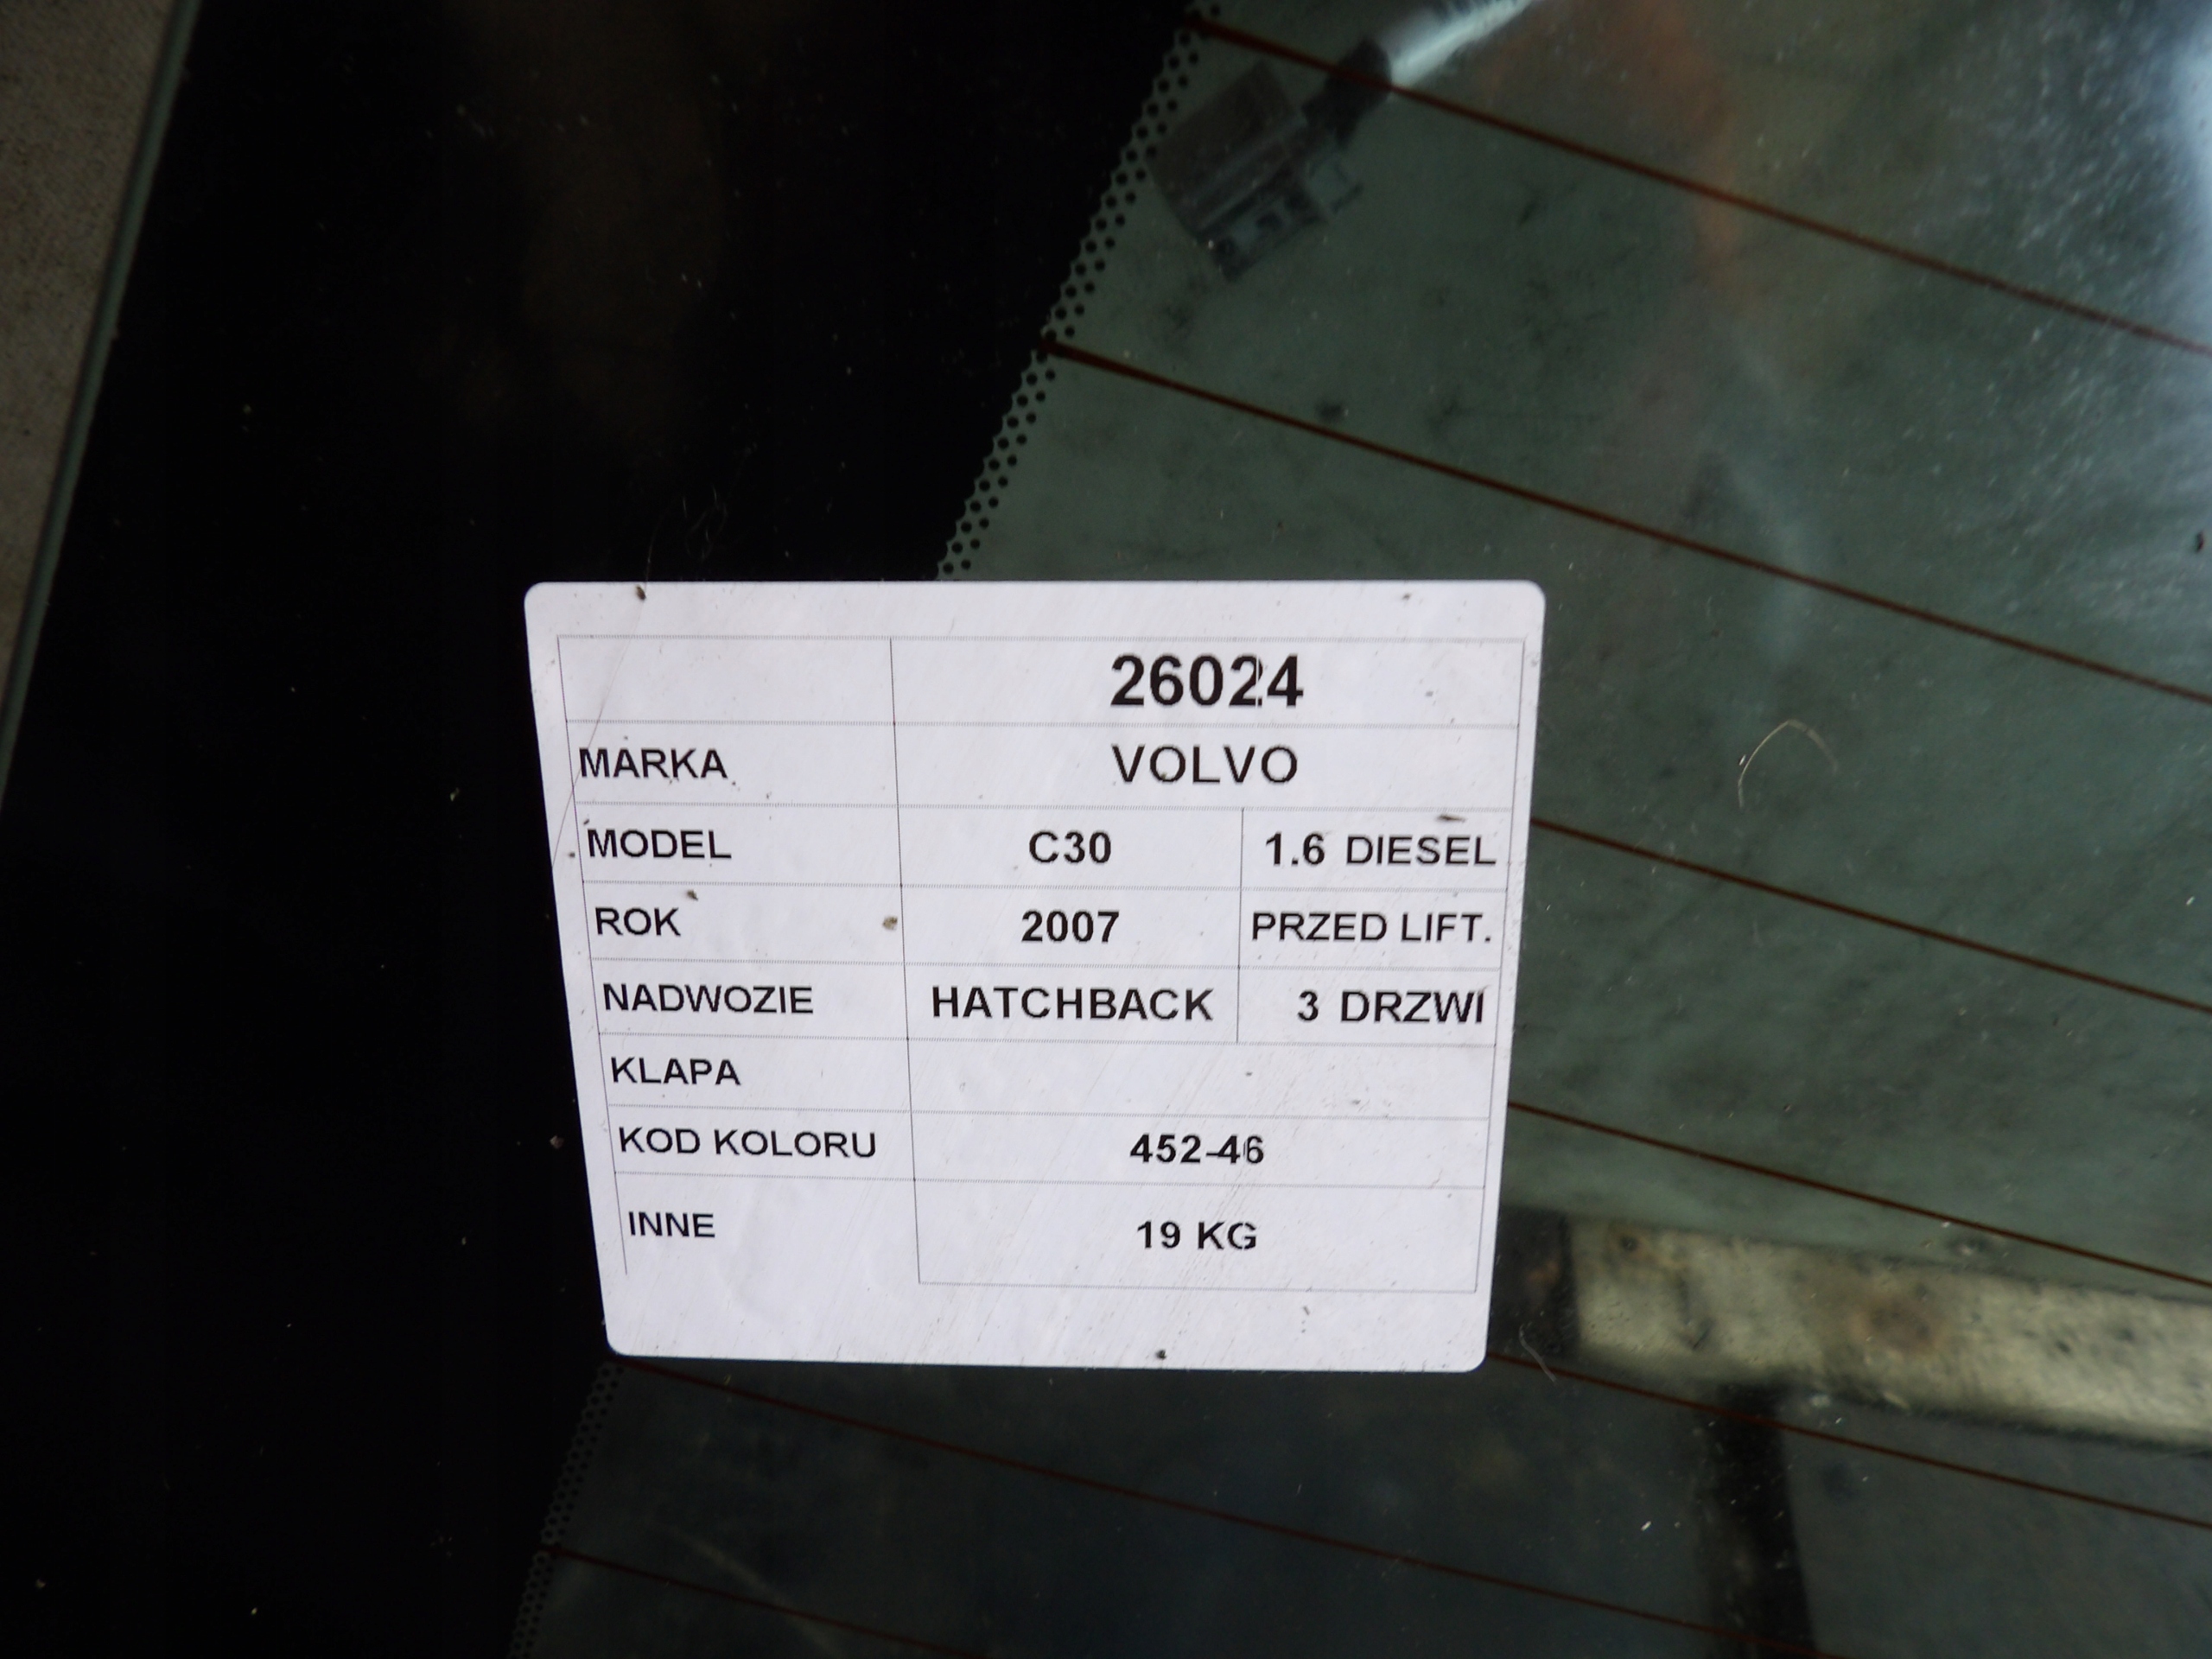 26024
MARKA VOLVO
MODEL C30 1.6 DIESEL
ROK 2007 PRZED LIFT.
NADWOZIE HATCHBACK 3 DRZWI
KLAPA
KOD KOLORU 452-46
INNE 19 KG